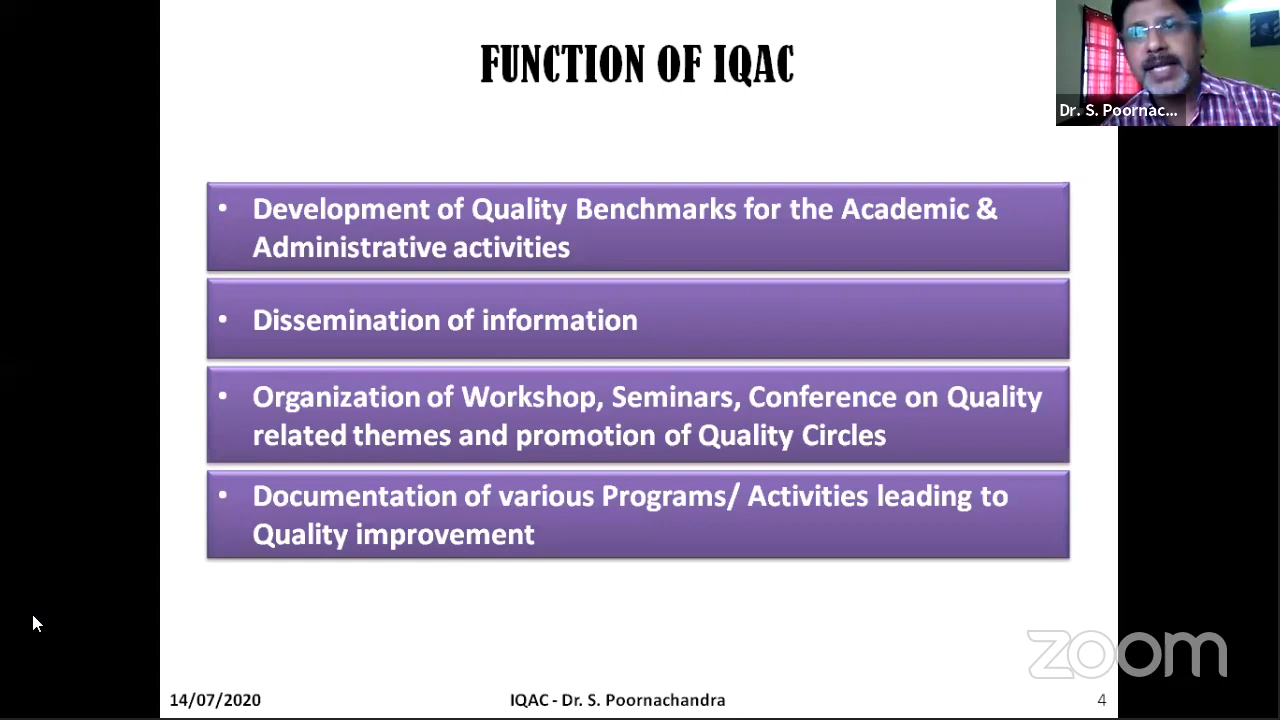 FUNCTION OF IQAC
Dr. S. Poornac...
• Development of Quality Benchmarks for the Academic &
Administrative activities
• Dissemination of information
• Organization of Workshop, Seminars, Conference on Quality
related themes and promotion of Quality Circles
• Documentation of various Programs/ Activities leading to
Quality improvement
zoom
14/07/2020
IQAC - Dr. S. Poornachandra
4